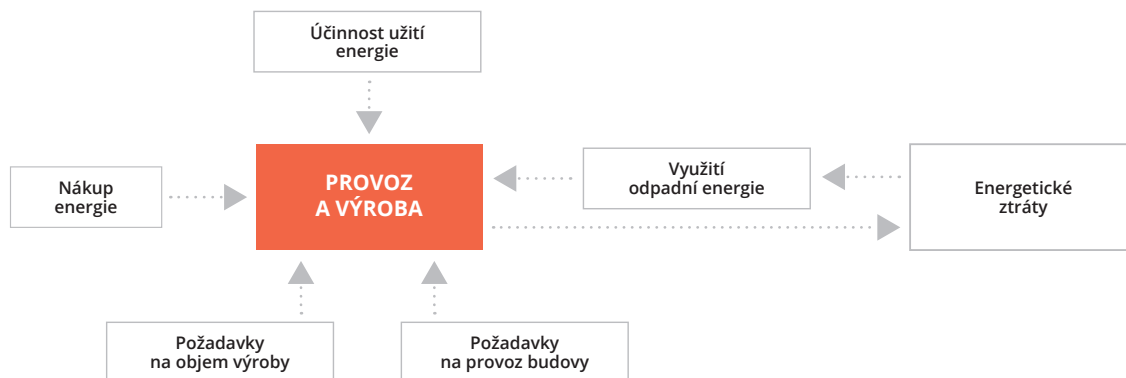 Účinnost užití
energie
Nákup
energie
PROVOZ
A VÝROBA
Využití
odpadní energie
Energetické
ztráty
Požadavky
na objem výroby
Požadavky
na provoz budovy